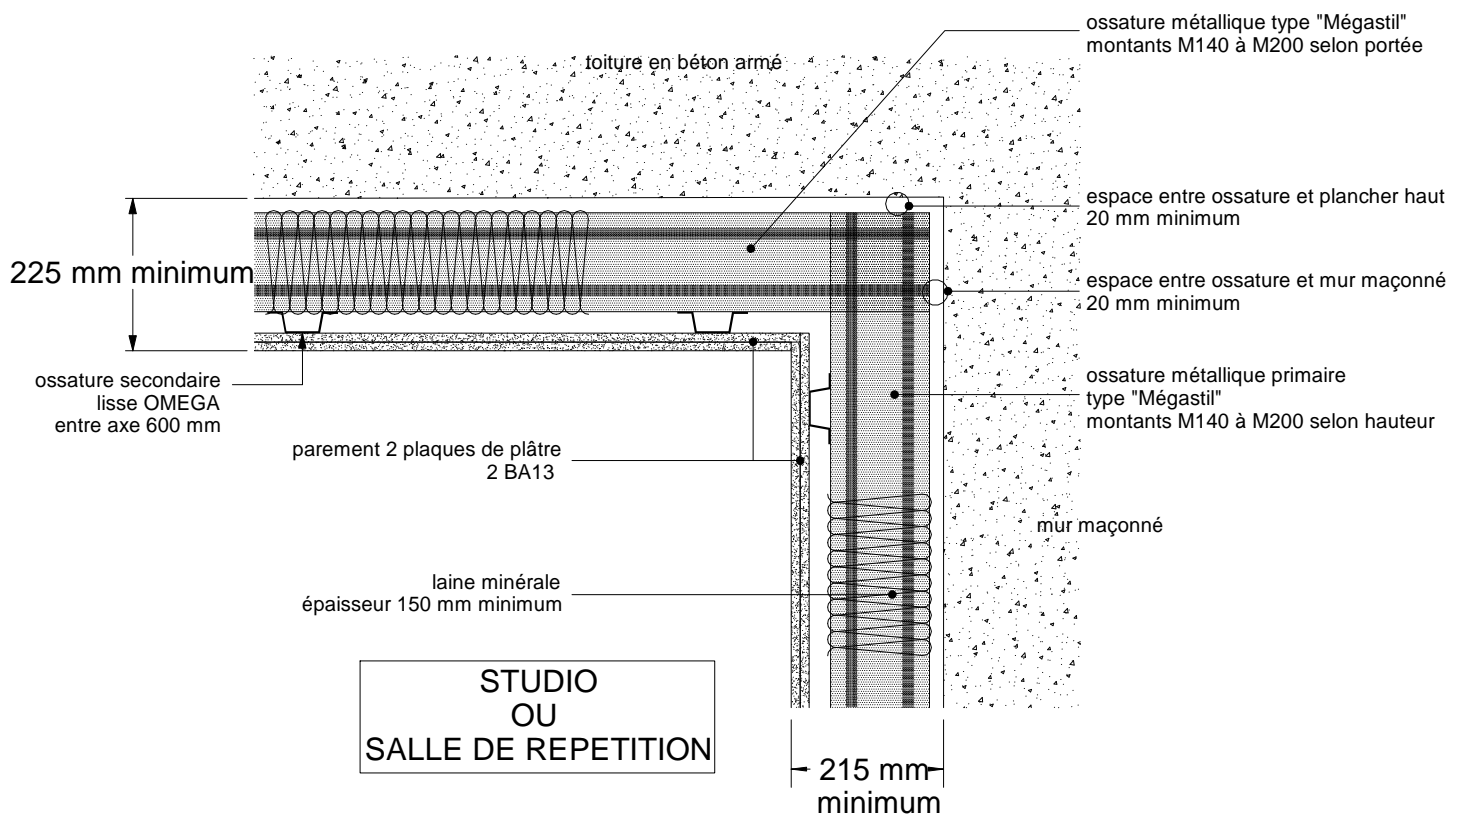 ossature métallique type "Mégastil"
montants M140 à M200 selon portée
toiture en béton armé
espace entre ossature et plancher haut
20 mm minimum
225 mm minimum
espace entre ossature et mur maçonné
20 mm minimum
ossature secondaire
lisse OMEGA
entre axe 600 mm
ossature métallique primaire
type "Mégastil"
montants M140 à M200 selon hauteur
parement 2 plaques de plâtre
2 BA13
mur maçonné
laine minérale
épaisseur 150 mm minimum
STUDIO
OU
SALLE DE REPETITION
215 mm
minimum